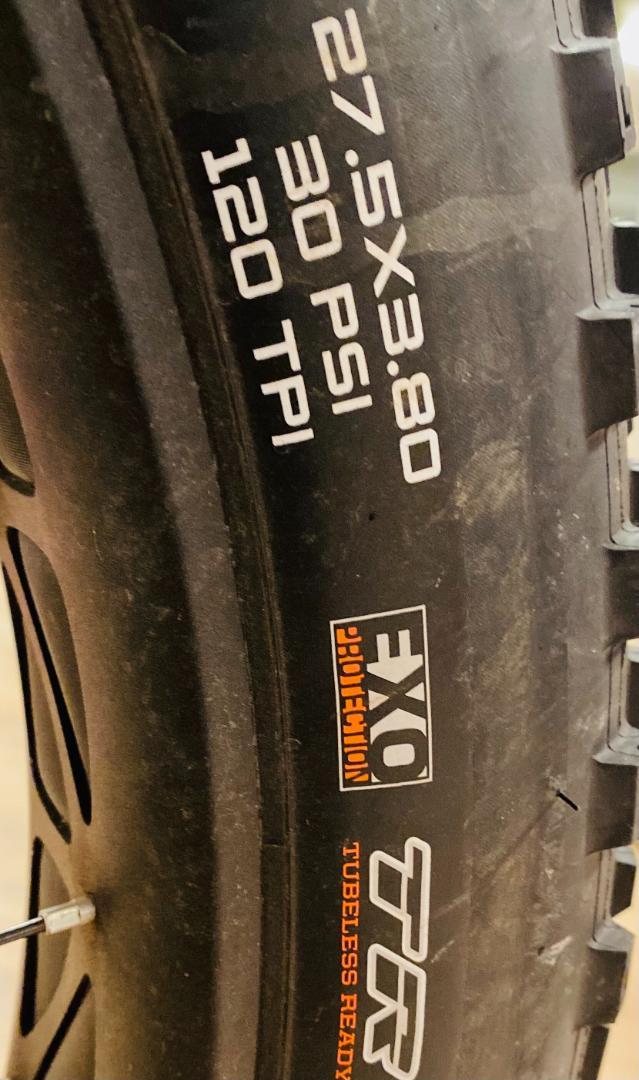 27.5X3.80
30 PSI
120 TPI
EXO
PROTECTION
TR
TUBELESS READY